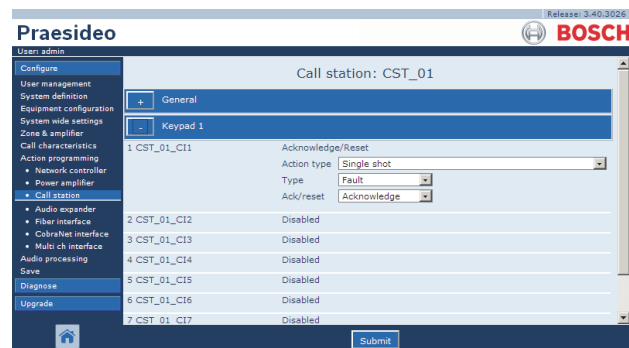 Release: 3.40.3026
Praesideo
BOSCH
User: admin
Configure
User management
System definition
Equipment configuration
System wide settings
Zone & amplifier
Call characteristics
Action programming
• Network controller
• Power amplifier
• Call station
• Audio expander
• Fiber interface
• CobraNet interface
• Multi ch interface
Audio processing
Save
Diagnose
Upgrade
Call station: CST_01
+ General
- Keypad 1
1 CST_01_CI1 Acknowledge/Reset
Action type Single shot
Type Fault
Ack/reset Acknowledge
2 CST_01_CI2 Disabled
3 CST_01_CI3 Disabled
4 CST_01_CI4 Disabled
5 CST_01_CI5 Disabled
6 CST_01_CI6 Disabled
7 CST_01_CI7 Disabled
Submit